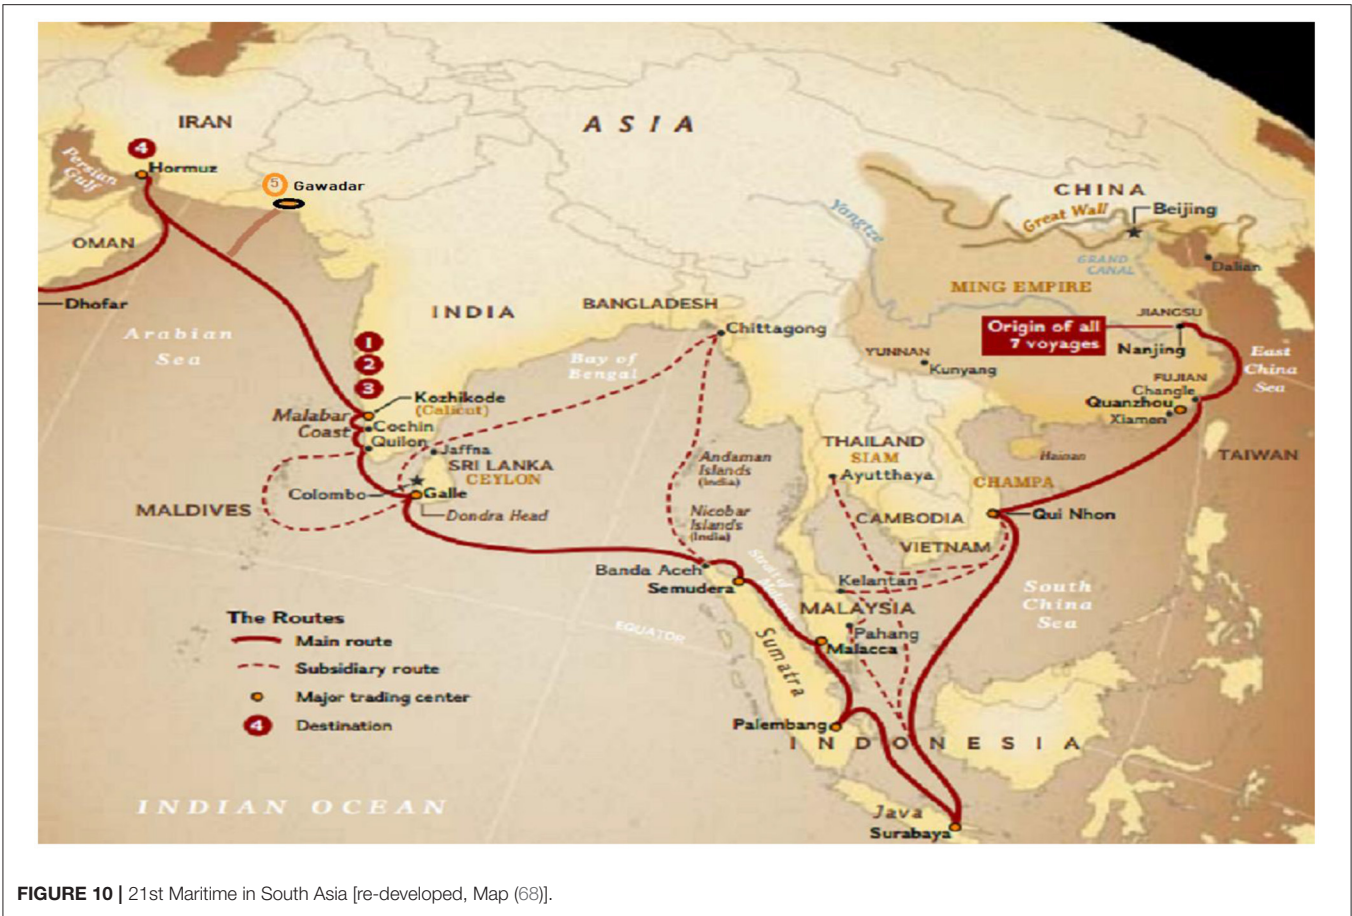 ASIA
IRAN
4
Hormuz
Persian
Gulf
5
Gawadar
OMAN
Dhofar
Arabian
Sea
INDIA
BANGLADESH
Chittagong
Bay of
Bengal
1
2
3
Kozhikode
(Calicut)
Malabar
Coast
Cochin
Quilon
Jaffna
SRI LANKA
CEYLON
Colombo
Galle
Dondra Head
MALDIVES
Andaman
Islands
(India)
Nicobar
Islands
(India)
Banda Aceh
Semudera
Strait of
Yangtze
CHINA
Great Wall
Beijing
GRAND
CANAL
Dalian
MING EMPIRE
JIANGSU
Origin of all
7 voyages
Nanjing
East
China
Sea
YUNNAN
Kunyang
FUJIAN
Changle
Quanzhou
Xiamen
TAIWAN
Hainan
THAILAND
SIAM
Ayutthaya
CHAMPA
CAMBODIA
Qui Nhon
VIETNAM
Kelantan
MALAYSIA
Pahang
Malacca
South
China
Sea
Sumatra
Palembang
INDONESIA
Java
Surabaya
EQUATOR
The Routes
Main route
Subsidiary route
Major trading center
4 Destination
INDIAN OCEAN
FIGURE 10 | 21st Maritime in South Asia [re-developed, Map (68)].